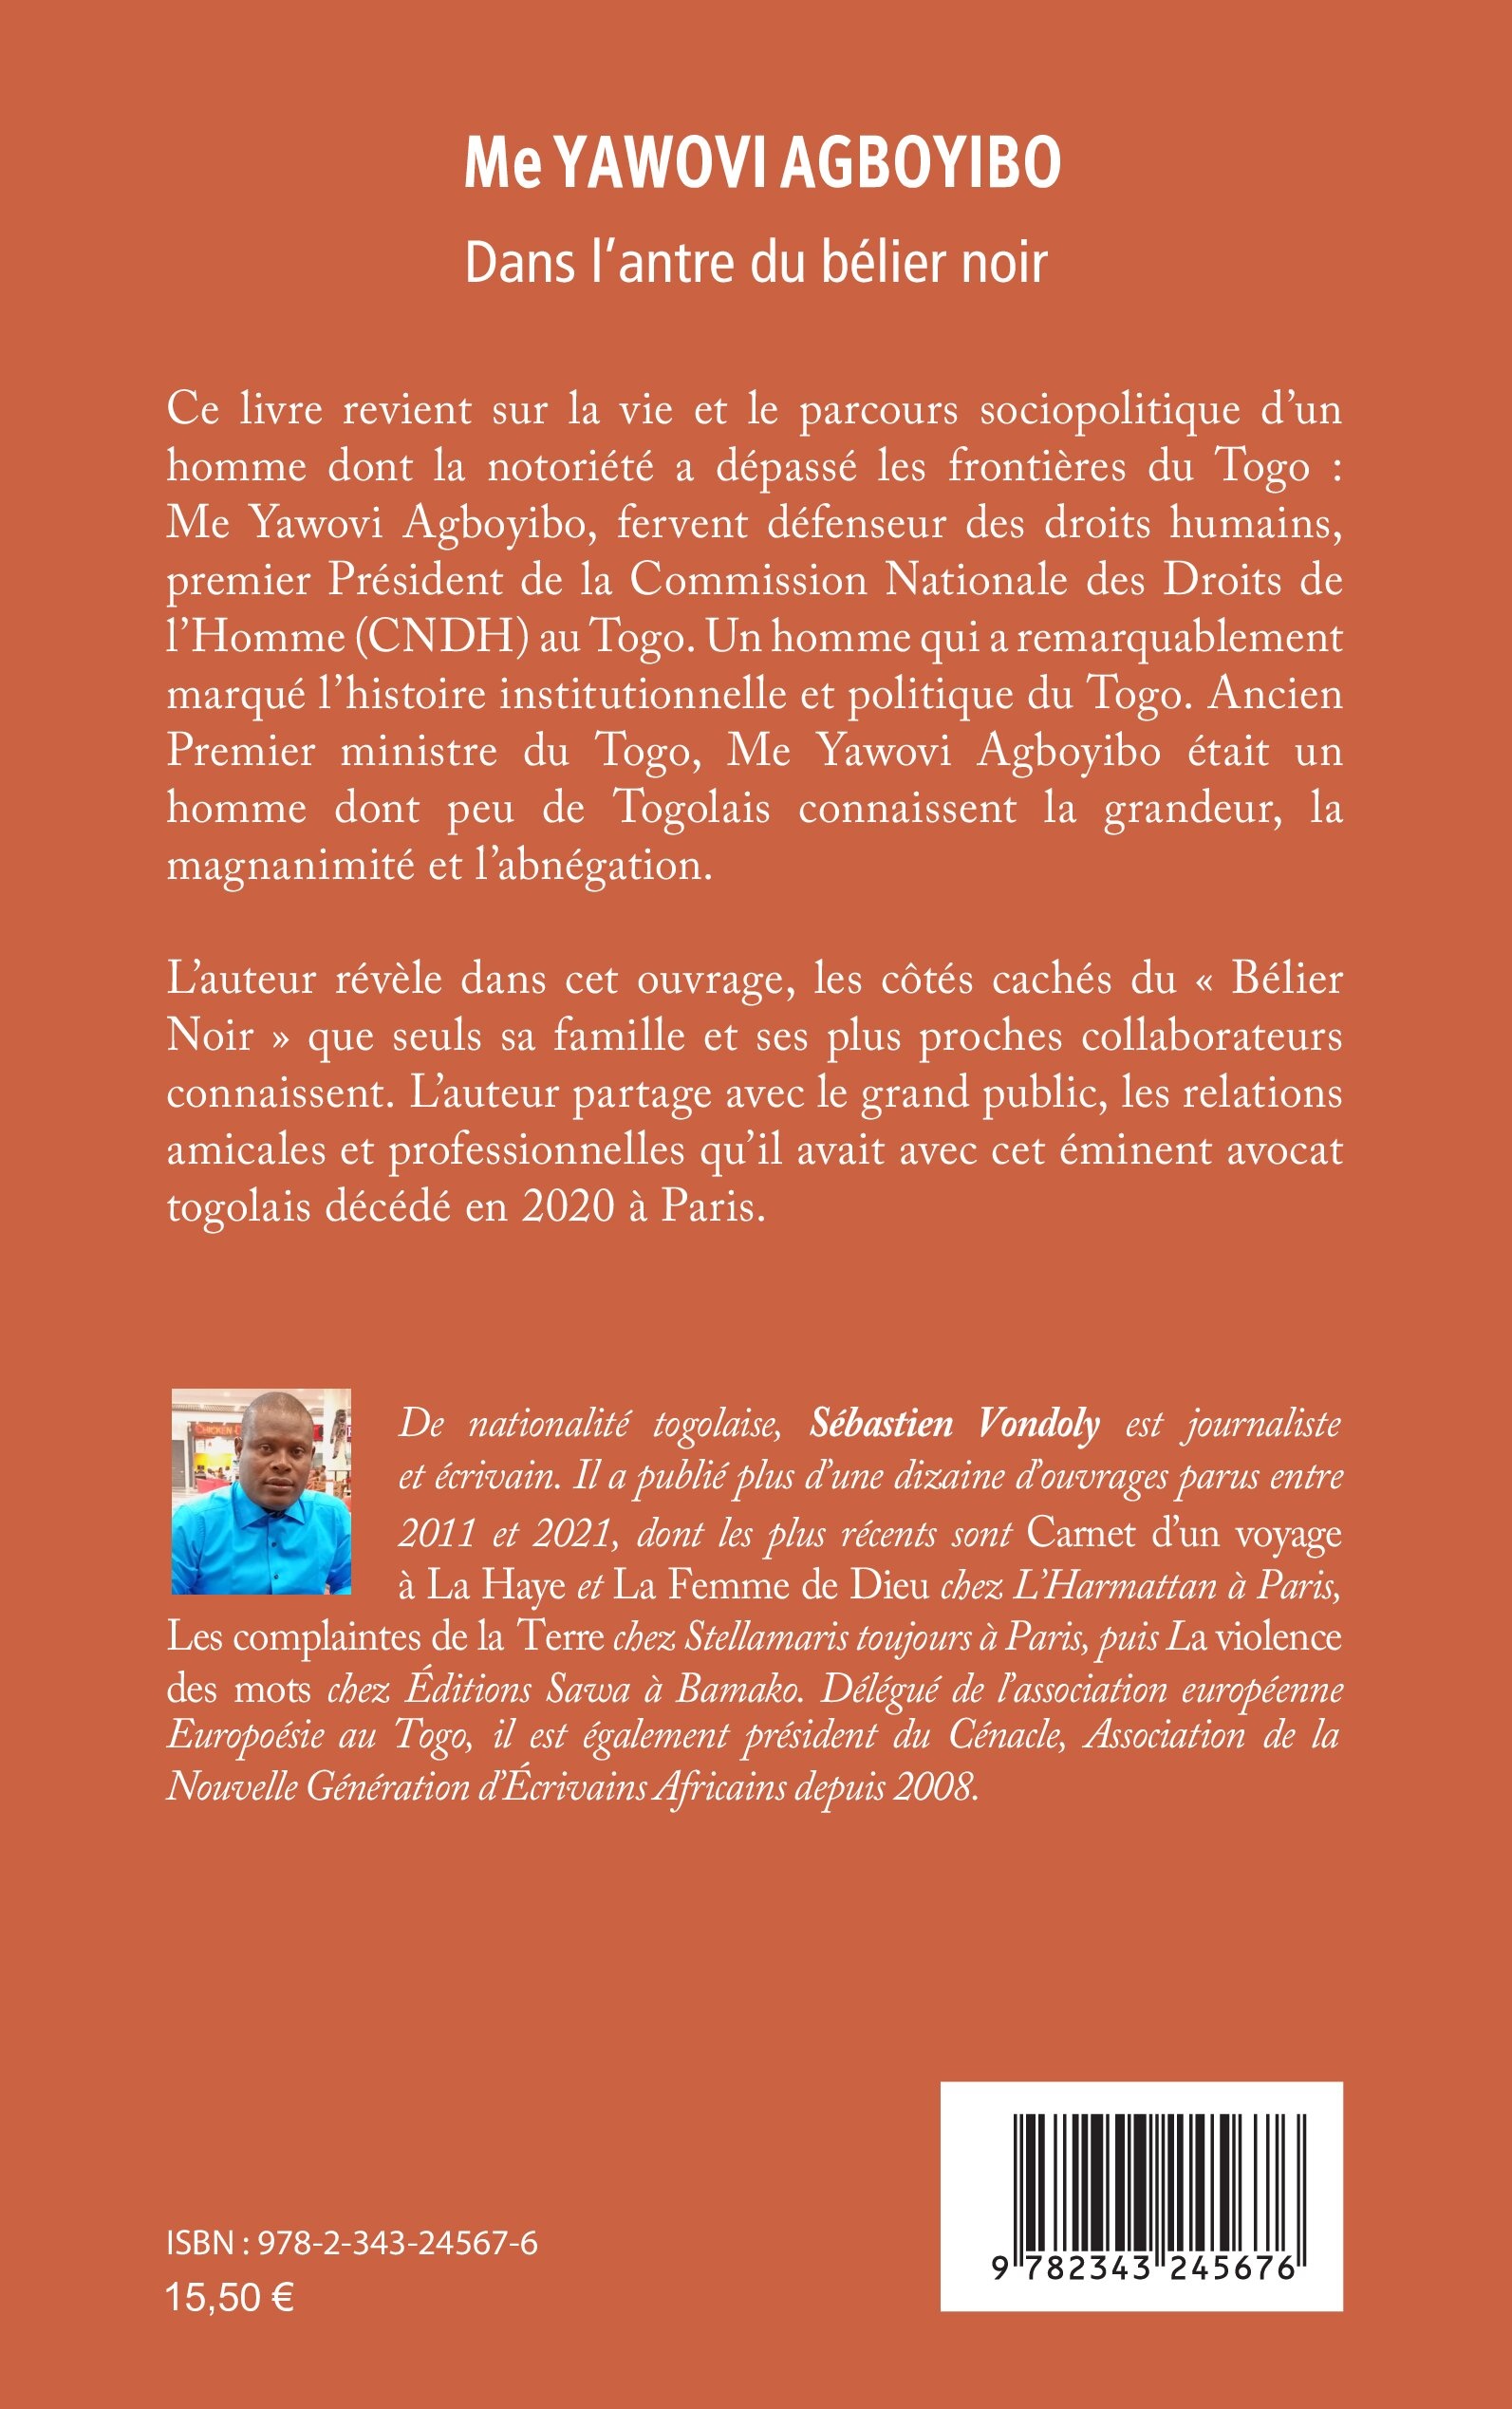 Me YAWOVI AGBOYIBO
Dans l’antre du bélier noir
Ce livre revient sur la vie et le parcours sociopolitique d’un
homme dont la notoriété a dépassé les frontières du Togo :
Me Yawovi Agboyibo, fervent défenseur des droits humains,
premier Président de la Commission Nationale des Droits de
l’Homme (CNDH) au Togo. Un homme qui a remarquablement
marqué l’histoire institutionnelle et politique du Togo. Ancien
Premier ministre du Togo, Me Yawovi Agboyibo était un
homme dont peu de Togolais connaissent la grandeur, la
magnanimité et l’abnégation.
L’auteur révèle dans cet ouvrage, les côtés cachés du « Bélier
Noir » que seuls sa famille et ses plus proches collaborateurs
connaissent. L’auteur partage avec le grand public, les relations
amicales et professionnelles qu’il avait avec cet éminent avocat
togolais décédé en 2020 à Paris.
CHICKEN
De nationalité togolaise, Sébastien Vondoly est journaliste
et écrivain. Il a publié plus d’une dizaine d’ouvrages parus entre
2011 et 2021, dont les plus récents sont Carnet d’un voyage
à La Haye et La Femme de Dieu chez L’Harmattan à Paris,
Les complaintes de la Terre chez Stellamaris toujours à Paris, puis La violence
des mots chez Éditions Sawa à Bamako. Délégué de l’association européenne
Europoésie au Togo, il est également président du Cénacle, Association de la
Nouvelle Génération d’Écrivains Africains depuis 2008.
ISBN : 978-2-343-24567-6
15,50 €
9 782343 245676